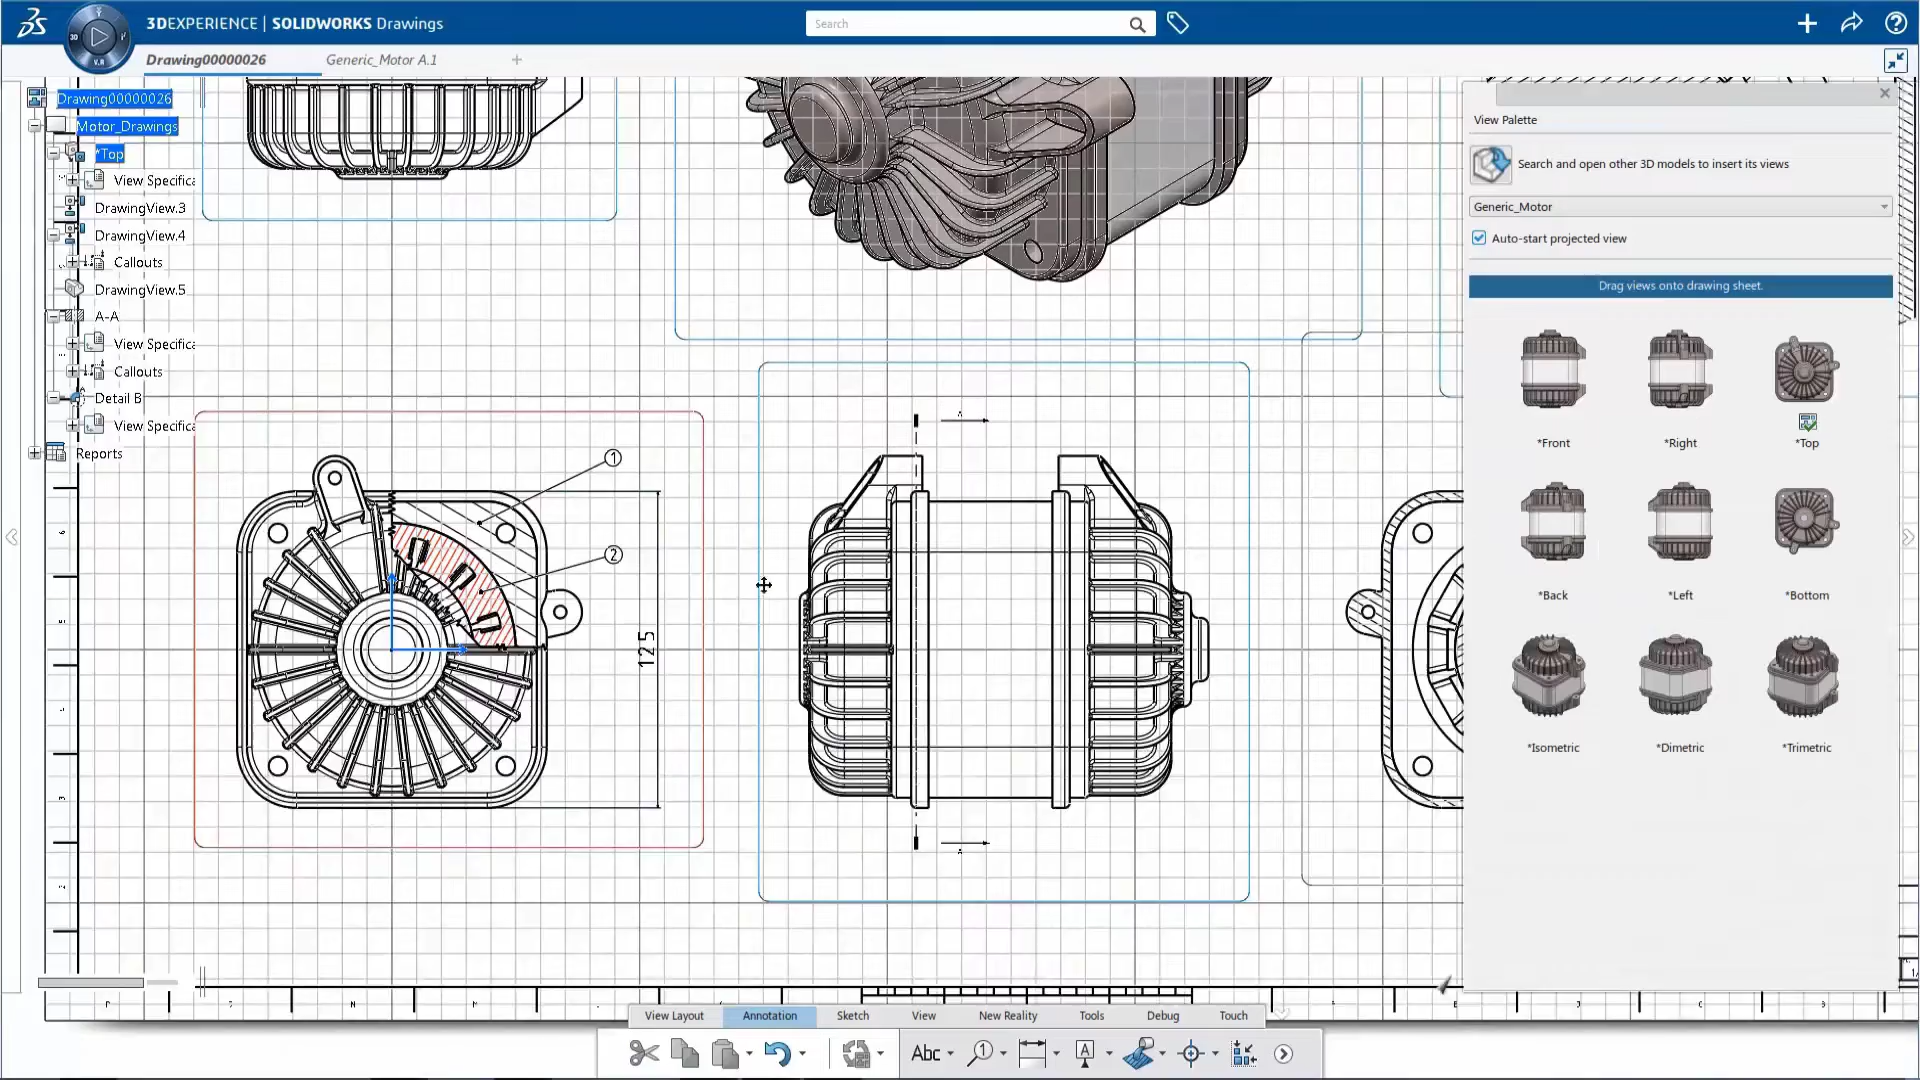 3DEXPERIENCE | SOLIDWORKS Drawings
Search
3D
V.R
Drawing00000026
Generic_Motor A.1
Drawing00000026
Motor_Drawings
*Top
View Specifica
DrawingView.3
DrawingView.4
Callouts
DrawingView.5
A-A
View Specifica
Callouts
Detail B
View Specifica
Reports
1
2
125
A
A
View Palette
Search and open other 3D models to insert its views
Generic_Motor
Auto-start projected view
Drag views onto drawing sheet.
*Front
*Right
*Top
*Back
*Left
*Bottom
*Isometric
*Dimetric
*Trimetric
View Layout
Annotation
Sketch
View
New Reality
Tools
Debug
Touch
Abc
1
A